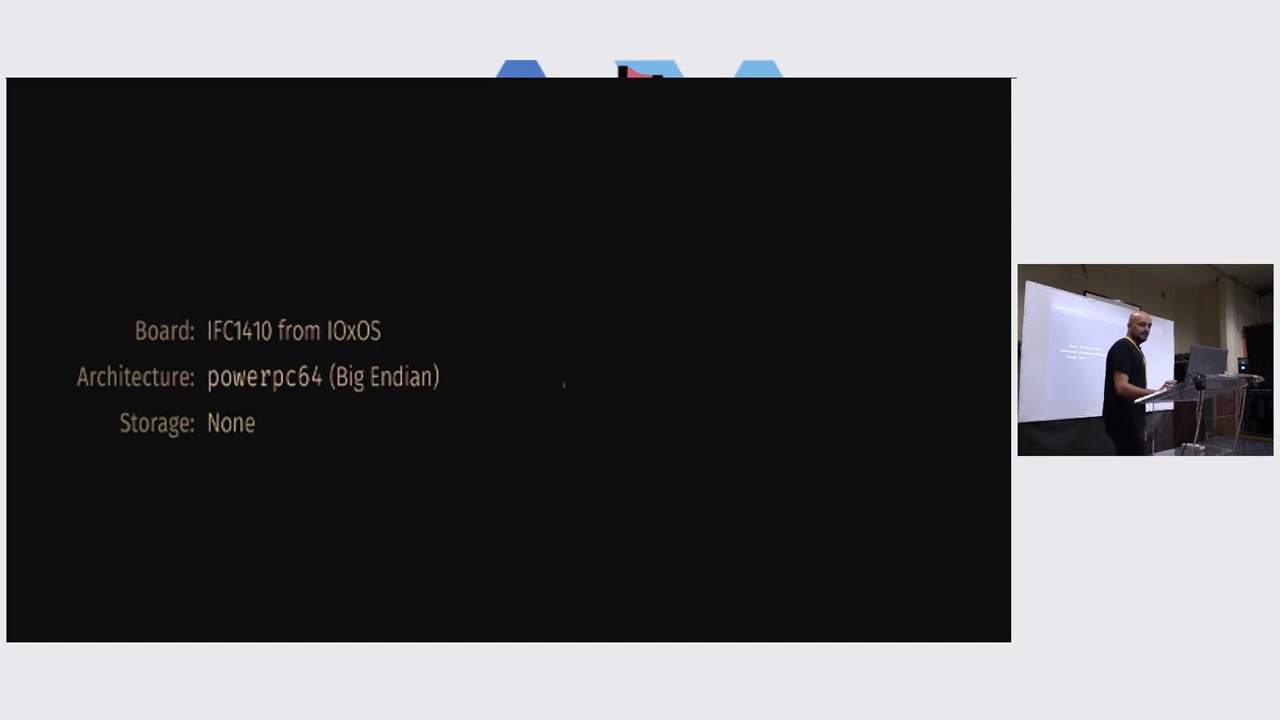 Board: IFC1410 from IOxOS
Architecture: powerpc64 (Big Endian)
Storage: None